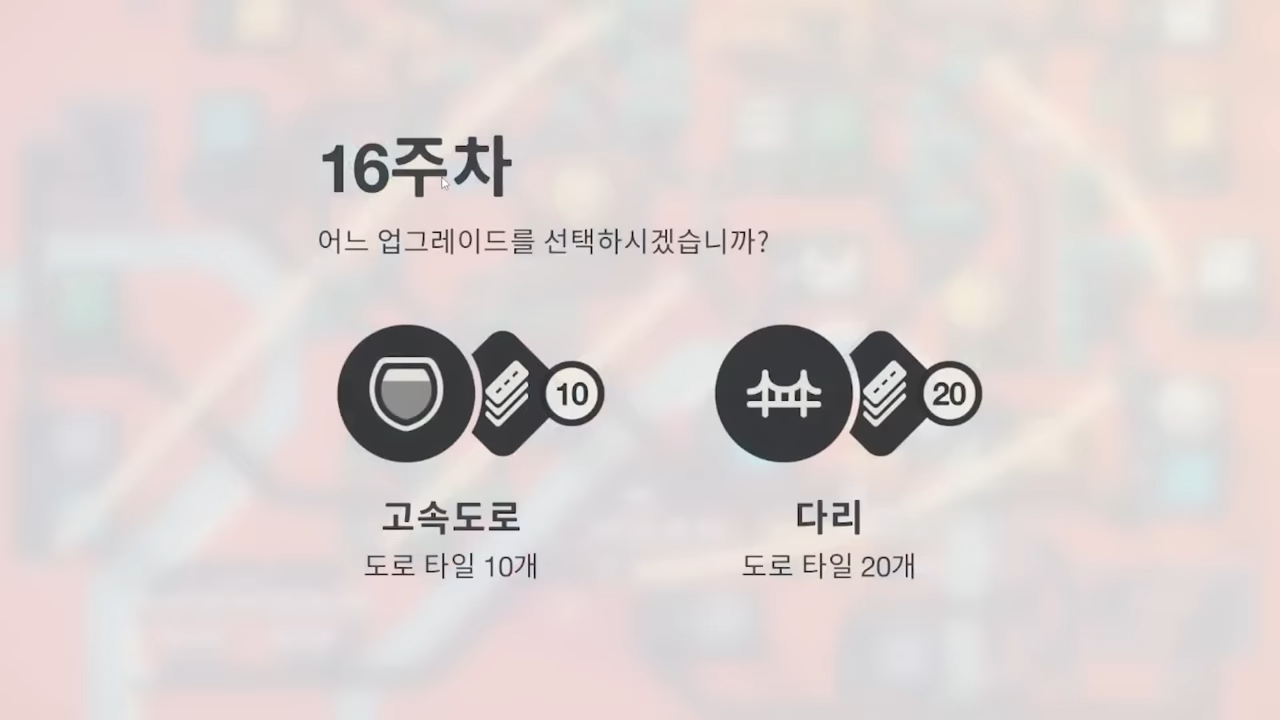 16주차
어느 업그레이드를 선택하시겠습니까?
10
20
고속도로
다리
도로 타일 10개
도로 타일 20개